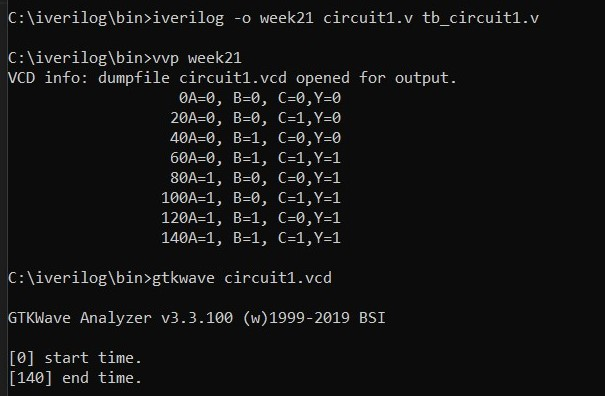 C:\iverilog\bin>iverilog -o week21 circuit1.v tb_circuit1.v
C:\iverilog\bin>vvp week21
VCD info: dumpfile circuit1.vcd opened for output.
0A=0, B=0, C=0,Y=0
20A=0, B=0, C=1,Y=0
40A=0, B=1, C=0,Y=0
60A=0, B=1, C=1,Y=1
80A=1, B=0, C=0,Y=1
100A=1, B=0, C=1,Y=1
120A=1, B=1, C=0,Y=1
140A=1, B=1, C=1,Y=1
C:\iverilog\bin>gtkwave circuit1.vcd
GTKWave Analyzer v3.3.100 (w)1999-2019 BSI
[0] start time.
[140] end time.